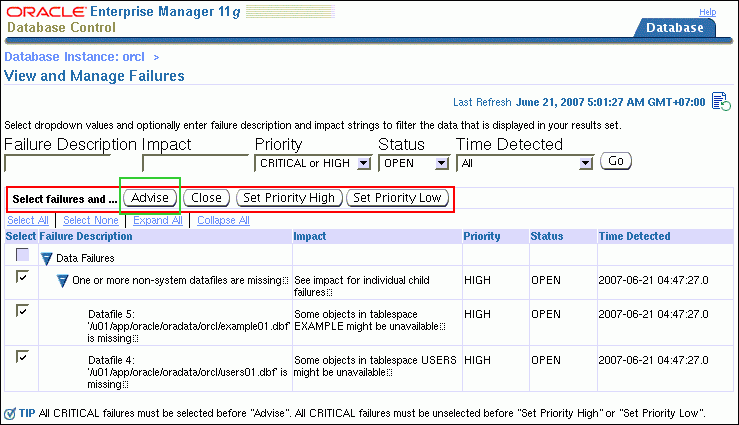 ORACLE Enterprise Manager 11g
Database Control
Help
Database
Database Instance: orcl >
View and Manage Failures
Last Refresh June 21, 2007 5:01:27 AM GMT+07:00
Select dropdown values and optionally enter failure description and impact strings to filter the data that is displayed in your results set.
Failure Description Impact Priority Status Time Detected
CRITICAL or HIGH OPEN All Go
Select failures and ... Advise Close Set Priority High Set Priority Low
Select All Select None Expand All Collapse All
Select Failure Description Impact Priority Status Time Detected
Data Failures
One or more non-system datafiles are missing See impact for individual child HIGH OPEN 2007-06-21 04:47:27.0
failures
Datafile 5: Some objects in tablespace HIGH OPEN 2007-06-21 04:47:27.0
'/u01/app/oracle/oradata/orcl/example01.dbf' EXAMPLE might be unavailable
is missing
Datafile 4: Some objects in tablespace USERS HIGH OPEN 2007-06-21 04:47:27.0
'/u01/app/oracle/oradata/orcl/users01.dbf' is might be unavailable
missing
TIP All CRITICAL failures must be selected before "Advise". All CRITICAL failures must be unselected before "Set Priority High" or "Set Priority Low".